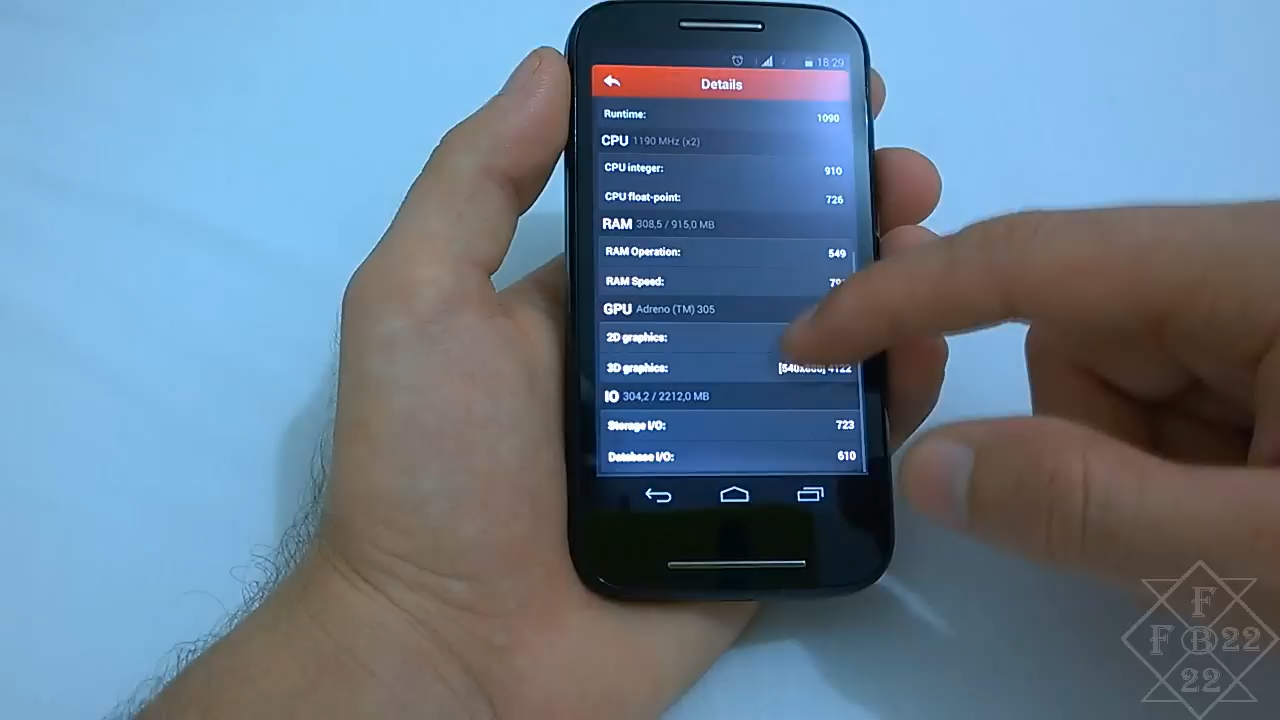 18:29
Details
Runtime: 1090
CPU 1190 MHz (x2)
CPU integer: 910
CPU float-point: 726
RAM 308,5 / 915,0 MB
RAM Operation: 549
RAM Speed:
GPU Adreno (TM) 305
2D graphics:
3D graphics: 4122
IO 304,2 / 2212,0 MB
Storage I/O: 723
Database I/O: 610
F
F B 22
22